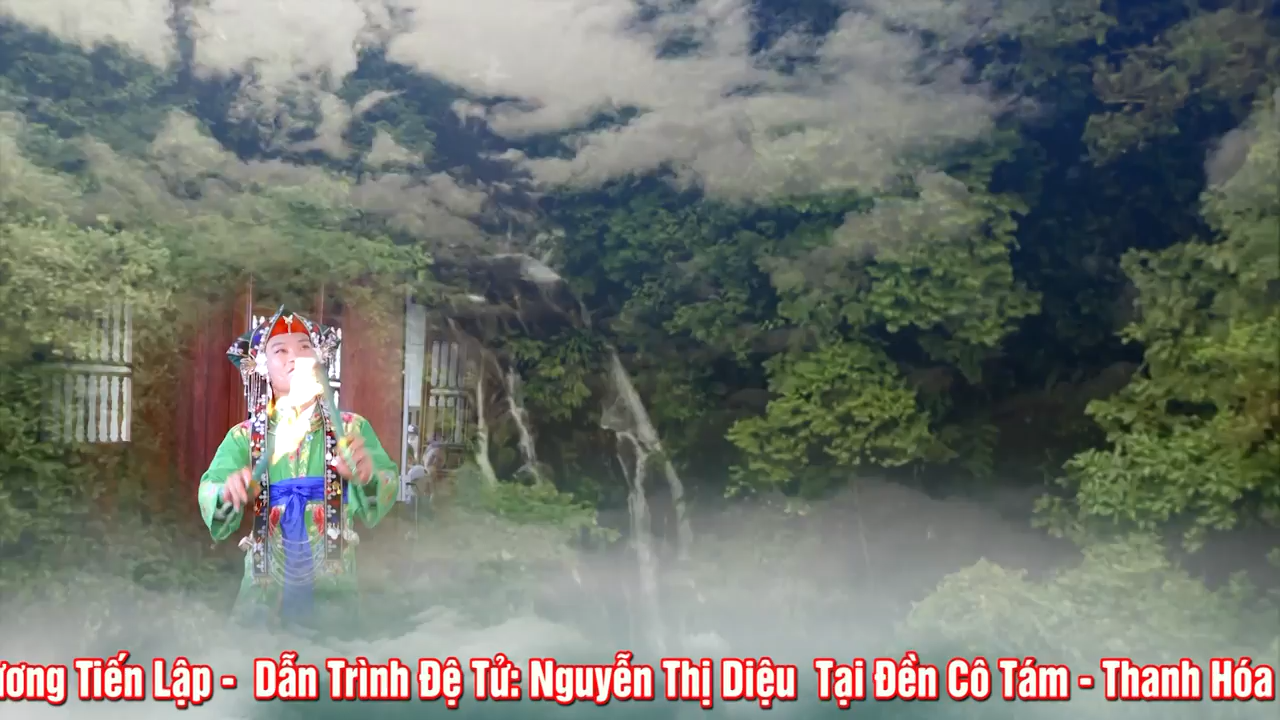 ương Tiến Lập - Dẫn Trình Đệ Tử: Nguyễn Thị Diệu Tại Đền Cô Tám - Thanh Hóa